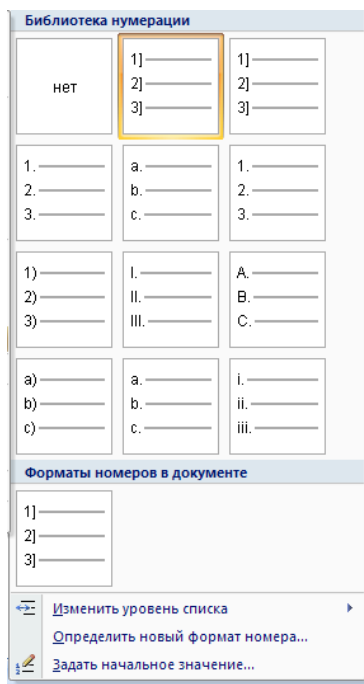 Библиотека нумерации
нет
1]
2]
3]
1]
2]
3]
1.
2.
3.
a.
b.
c.
1.
2.
3.
1)
2)
3)
I.
II.
III.
A.
B.
C.
a)
b)
c)
a.
b.
c.
i.
ii.
iii.
Форматы номеров в документе
1]
2]
3]
Изменить уровень списка
Определить новый формат номера...
Задать начальное значение...